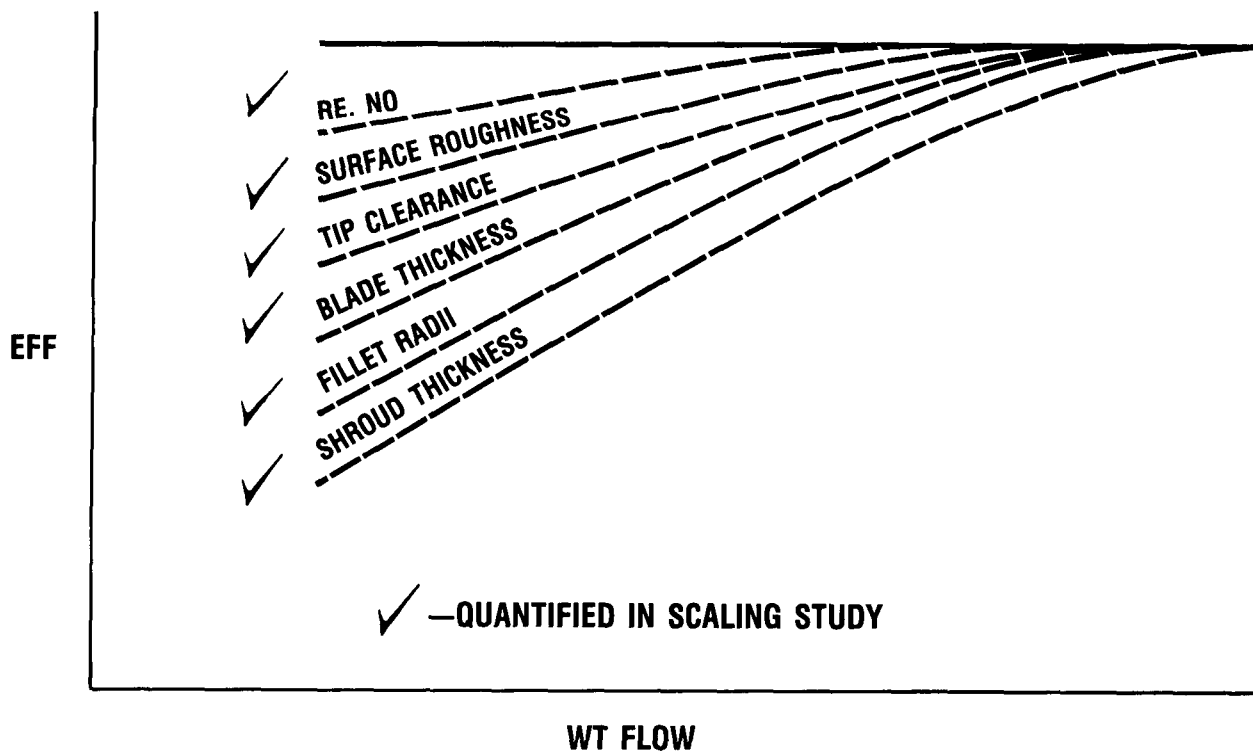 RE. NO
SURFACE ROUGHNESS
TIP CLEARANCE
BLADE THICKNESS
FILLET RADII
SHROUD THICKNESS
EFF
✓ —QUANTIFIED IN SCALING STUDY
WT FLOW